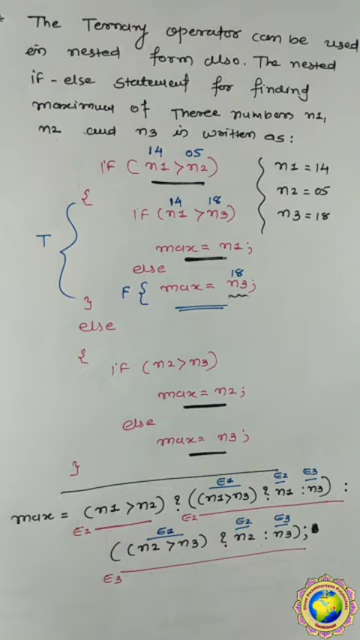 The Ternary operator can be used
in nested form also. The nested
if-else statement for finding
maximum of Theree numbers n1,
n2 and n3 is written as:
14 05
if (n1 > n2)
n1 = 14
n2 = 05
n3 = 18
{
14 18
if (n1 > n3)
T
max = n1;
else
18
F { max = n3;
}
else
{
if (n2 > n3)
max = n2;
else
max = n3;
}
E1 E2 E3
max = (n1 > n2) ? ((n1 > n3) ? n1 : n3) :
E1 E2
E1 E2 E3
((n2 > n3) ? n2 : n3);
E3